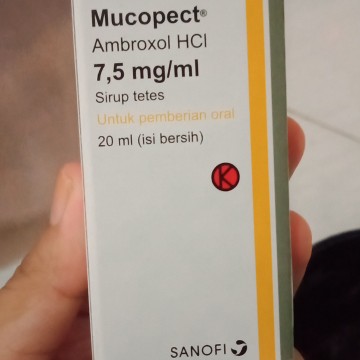 Mucopect®
Ambroxol HCl
7,5 mg/ml
Sirup tetes
Untuk pemberian oral
20 ml (isi bersih)
K
SANOFI